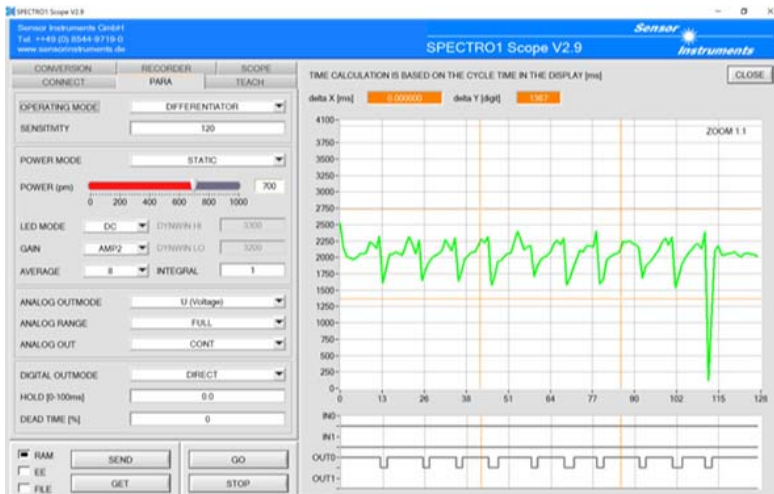 SPECTRO1 Scope V2.9
Sensor Instruments GmbH
Tel. ++49 (0) 8544-9719-0
www.sensorinstruments.de
SPECTRO1 Scope V2.9
Sensor
Instruments
CONVERSION RECORDER SCOPE
CONNECT PARA TEACH
OPERATING MODE DIFFERENTIATOR
SENSITIVITY 120
POWER MODE STATIC
POWER (pm) 700
0 200 400 600 800 1000
LED MODE DC DYNWIN HI 3300
GAIN AMP2 DYNWIN LO 3200
AVERAGE 8 INTEGRAL 1
ANALOG OUTMODE U (Voltage)
ANALOG RANGE FULL
ANALOG OUT CONT
DIGITAL OUTMODE DIRECT
HOLD [0-100ms] 0.0
DEAD TIME [%] 0
RAM
EE
FILE
SEND GO
GET STOP
TIME CALCULATION IS BASED ON THE CYCLE TIME IN THE DISPLAY [ms]
CLOSE
delta X [ms] 0.000000 delta Y [digit] 1367
ZOOM 1:1
4100
3750
3500
3250
3000
2750
2500
2250
2000
1750
1500
1250
1000
750
500
250
0
0 13 26 38 51 64 77 90 102 115 128
IN0
IN1
OUT0
OUT1